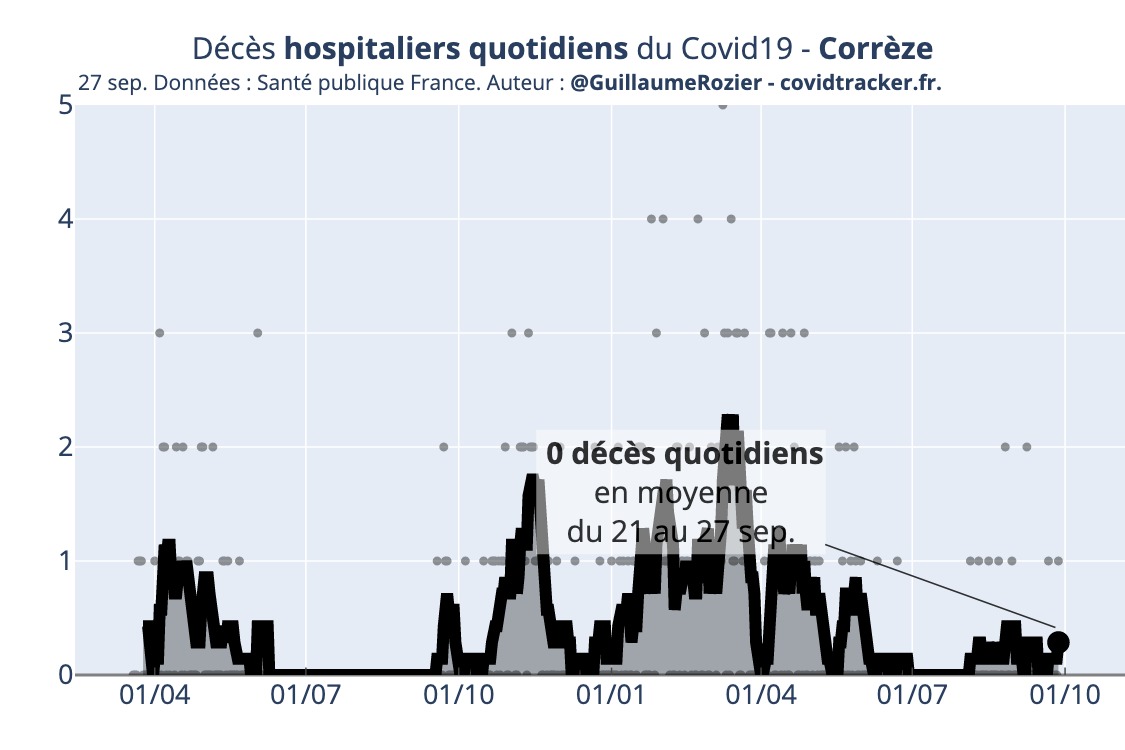 Décès hospitaliers quotidiens du Covid19 - Corrèze
27 sep. Données : Santé publique France. Auteur : @GuillaumeRozier - covidtracker.fr.
5
4
3
2
1
0
0 décès quotidiens
en moyenne
du 21 au 27 sep.
01/04
01/07
01/10
01/01
01/04
01/07
01/10